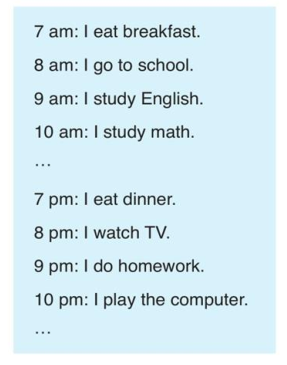 7 am: I eat breakfast.
8 am: I go to school.
9 am: I study English.
10 am: I study math.
…
7 pm: I eat dinner.
8 pm: I watch TV.
9 pm: I do homework.
10 pm: I play the computer.
…